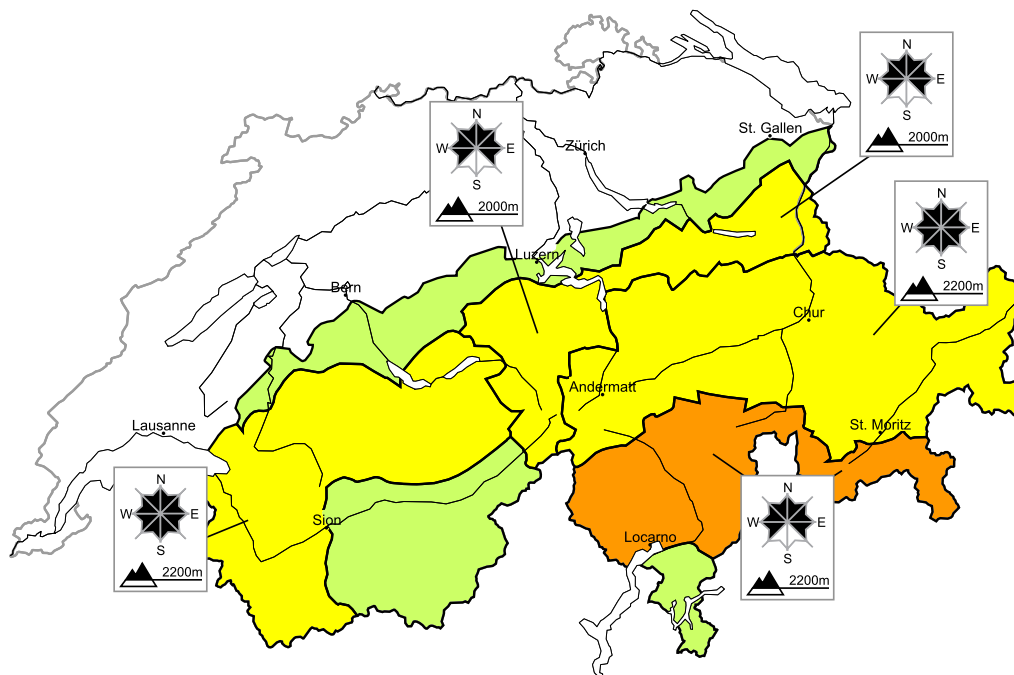 N
W E
S
2000m
N
W E
S
2000m
St. Gallen
Zürich
N
W E
S
2200m
Luzern
Bern
Chur
Andermatt
St. Moritz
Lausanne
N
W E
S
2200m
Sion
Locarno
N
W E
S
2200m